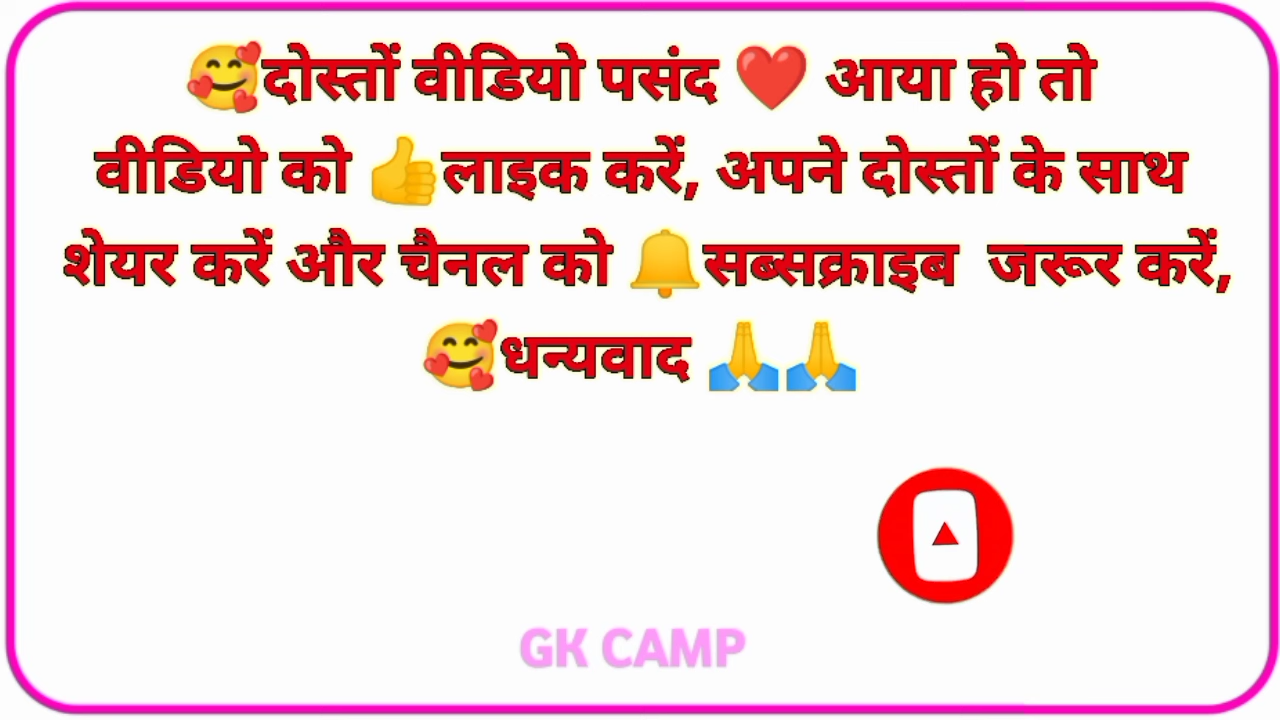 🥰दोस्तों वीडियो पसंद ❤️ आया हो तो
वीडियो को 👍लाइक करें, अपने दोस्तों के साथ
शेयर करें और चैनल को 🔔सब्सक्राइब जरूर करें,
🥰धन्यवाद 🙏🙏
GK CAMP